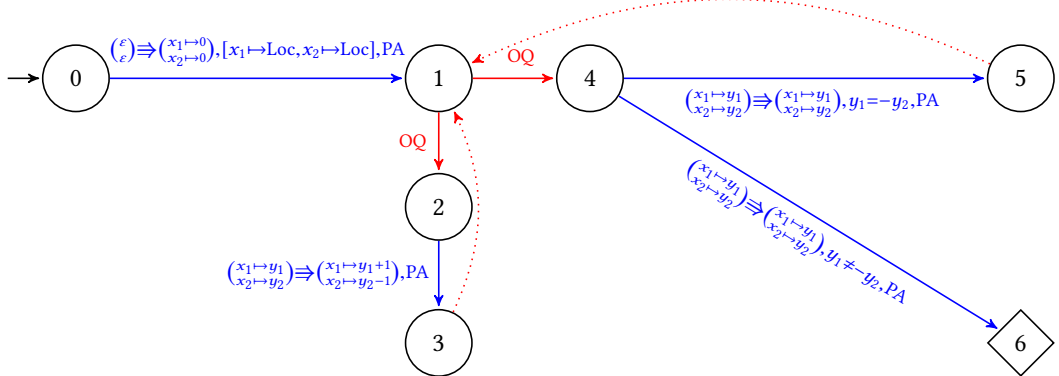 (ε ε)⇛(x₁↦0 x₂↦0),[x₁↦Loc,x₂↦Loc],PA
0
1
OQ
4
5
(x₁↦y₁ x₂↦y₂)⇛(x₁↦y₁ x₂↦y₂),y₁=−y₂,PA
OQ
2
(x₁↦y₁ x₂↦y₂)⇛(x₁↦y₁ x₂↦y₂),y₁≠−y₂,PA
(x₁↦y₁ x₂↦y₂)⇛(x₁↦y₁+1 x₂↦y₂−1),PA
3
6